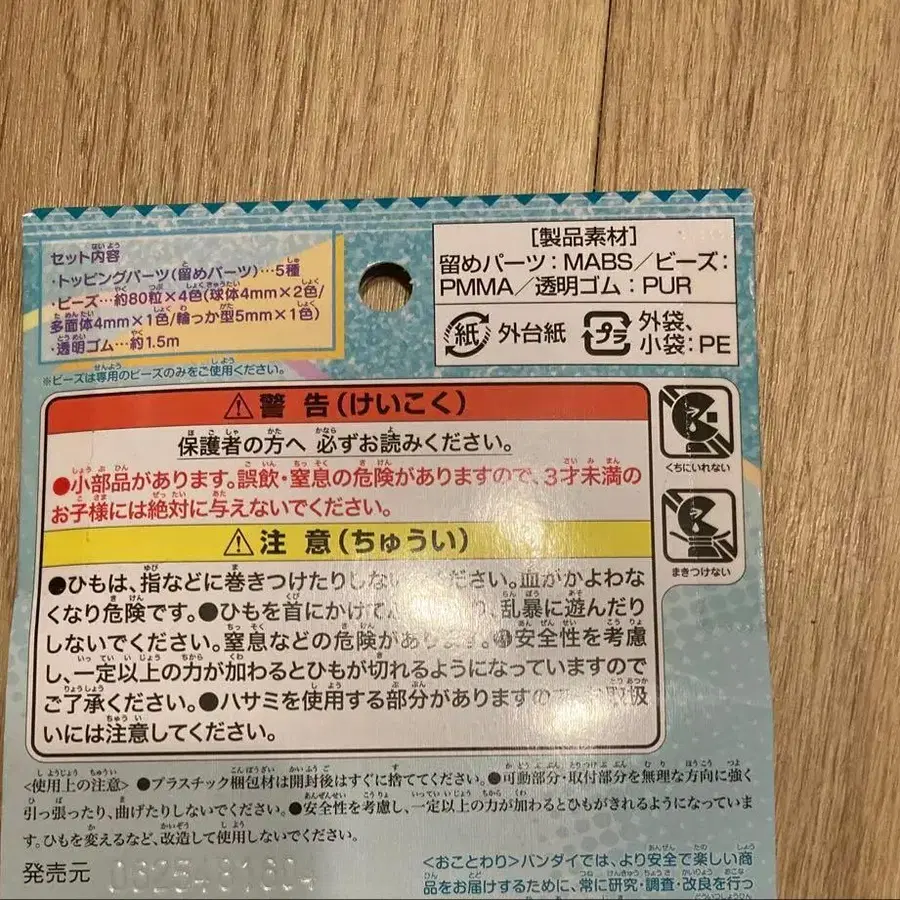 セット内容
・トッピングパーツ(留めパーツ)…5種
・ビーズ…約80粒×4色(球体4mm×2色/
多面体4mm×1色/輪っか型5mm×1色)
・透明ゴム…約1.5m
※ビーズは専用のビーズのみをご使用ください。
[製品素材]
留めパーツ:MABS/ビーズ:
PMMA/透明ゴム:PUR
紙 外台紙
プラ 外袋、
小袋:PE
⚠警 告(けいこく)
保護者の方へ 必ずお読みください。
●小部品があります。誤飲・窒息の危険がありますので、3才未満の
お子様には絶対に与えないでください。
⚠注 意(ちゅうい)
●ひもは、指などに巻きつけたりしな ください。血がかよわな
くなり危険です。●ひもを首にかけて 、乱暴に遊んだり
しないでください。窒息などの危険があります。●安全性を考慮
し、一定以上の力が加わるとひもが切れるようになっていますので
ご了承ください。●ハサミを使用する部分がありますので 取扱
いには注意してください。
くちにいれない
まきつけない
<使用上の注意> ●プラスチック梱包材は開封後はすぐに捨ててください。●可動部分・取付部分を無理な方向に強く
引っ張ったり、曲げたりしないでください。●安全性を考慮し、一定以上の力が加わるとひもがきれるようになっていま
す。ひもを変えるなど、改造して使用しないでください。
発売元
<おことわり>バンダイでは、より安全で楽しい商
品をお届けするために、常に研究・調査・改良を行っ